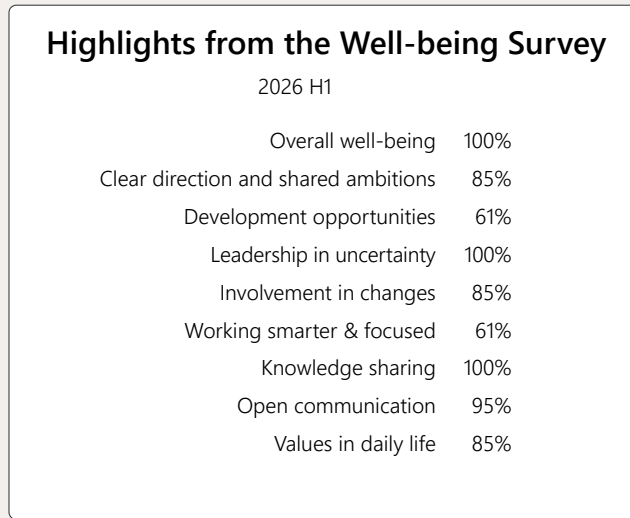 Highlights from the Well-being Survey
2026 H1
Overall well-being 100%
Clear direction and shared ambitions 85%
Development opportunities 61%
Leadership in uncertainty 100%
Involvement in changes 85%
Working smarter & focused 61%
Knowledge sharing 100%
Open communication 95%
Values in daily life 85%